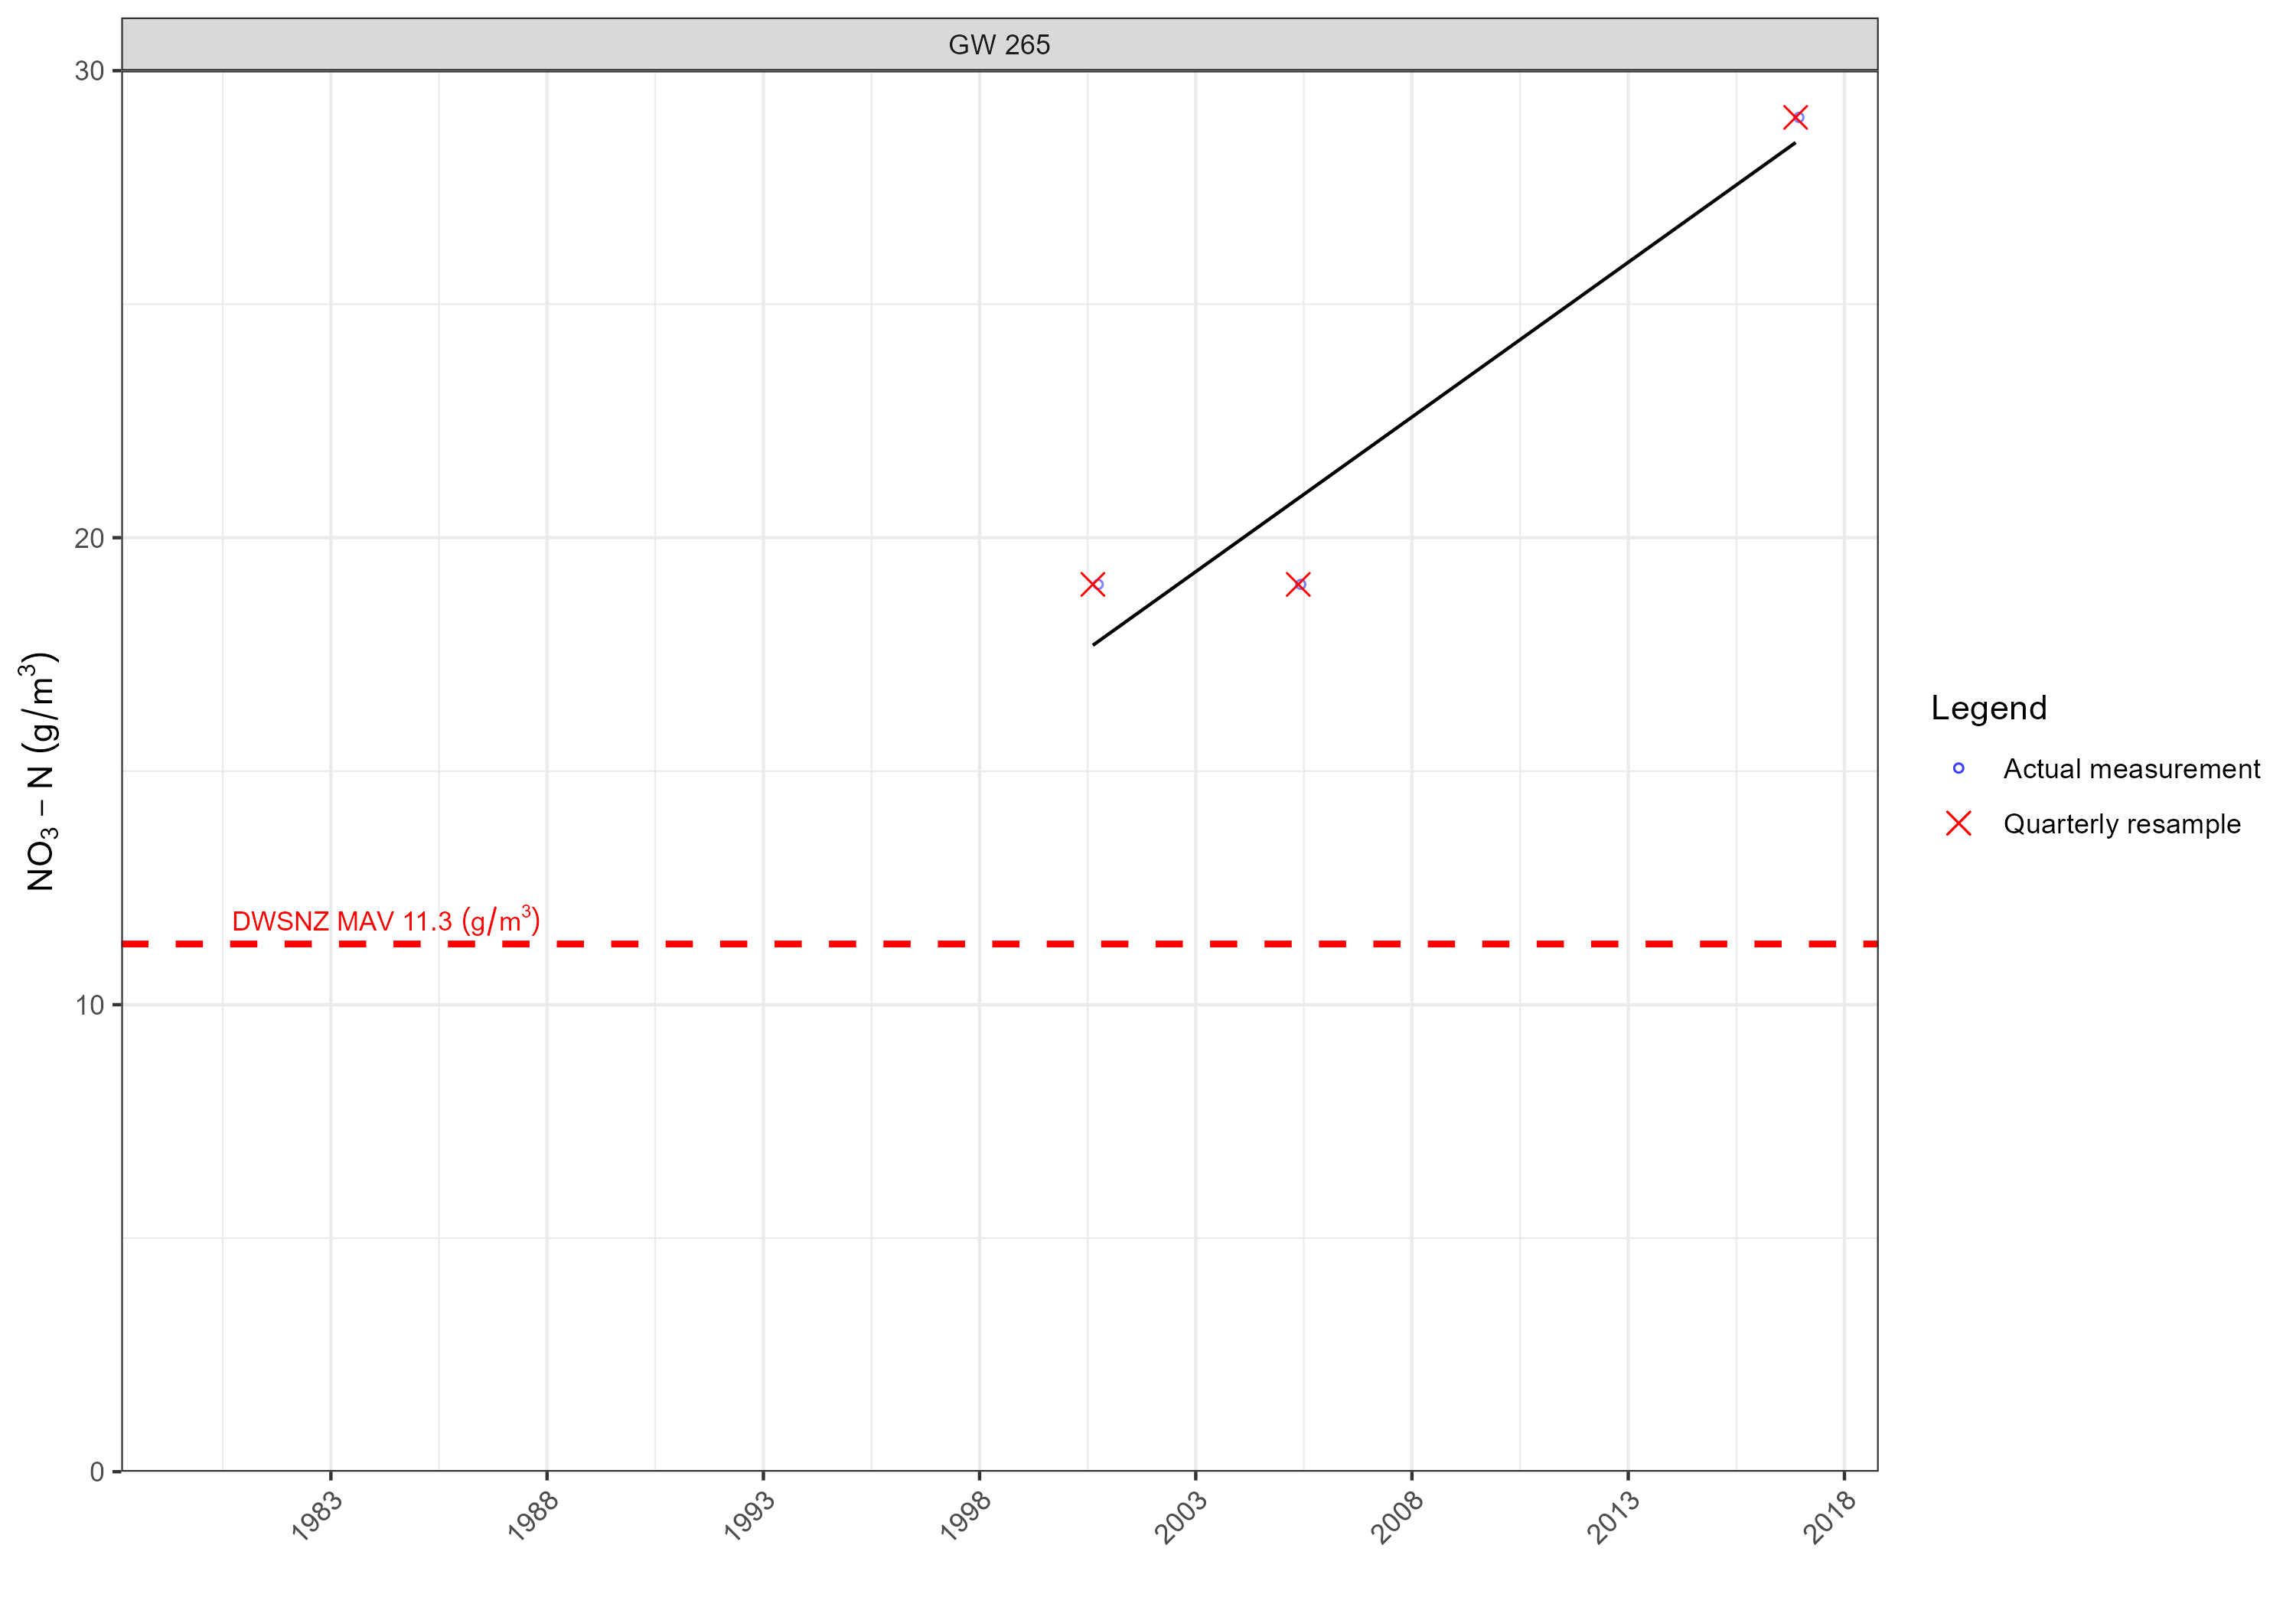 GW 265
30
20
10
0
NO₃ – N (g/m³)
DWSNZ MAV 11.3 (g/m³)
1983
1988
1993
1998
2003
2008
2013
2018
Legend
Actual measurement
Quarterly resample